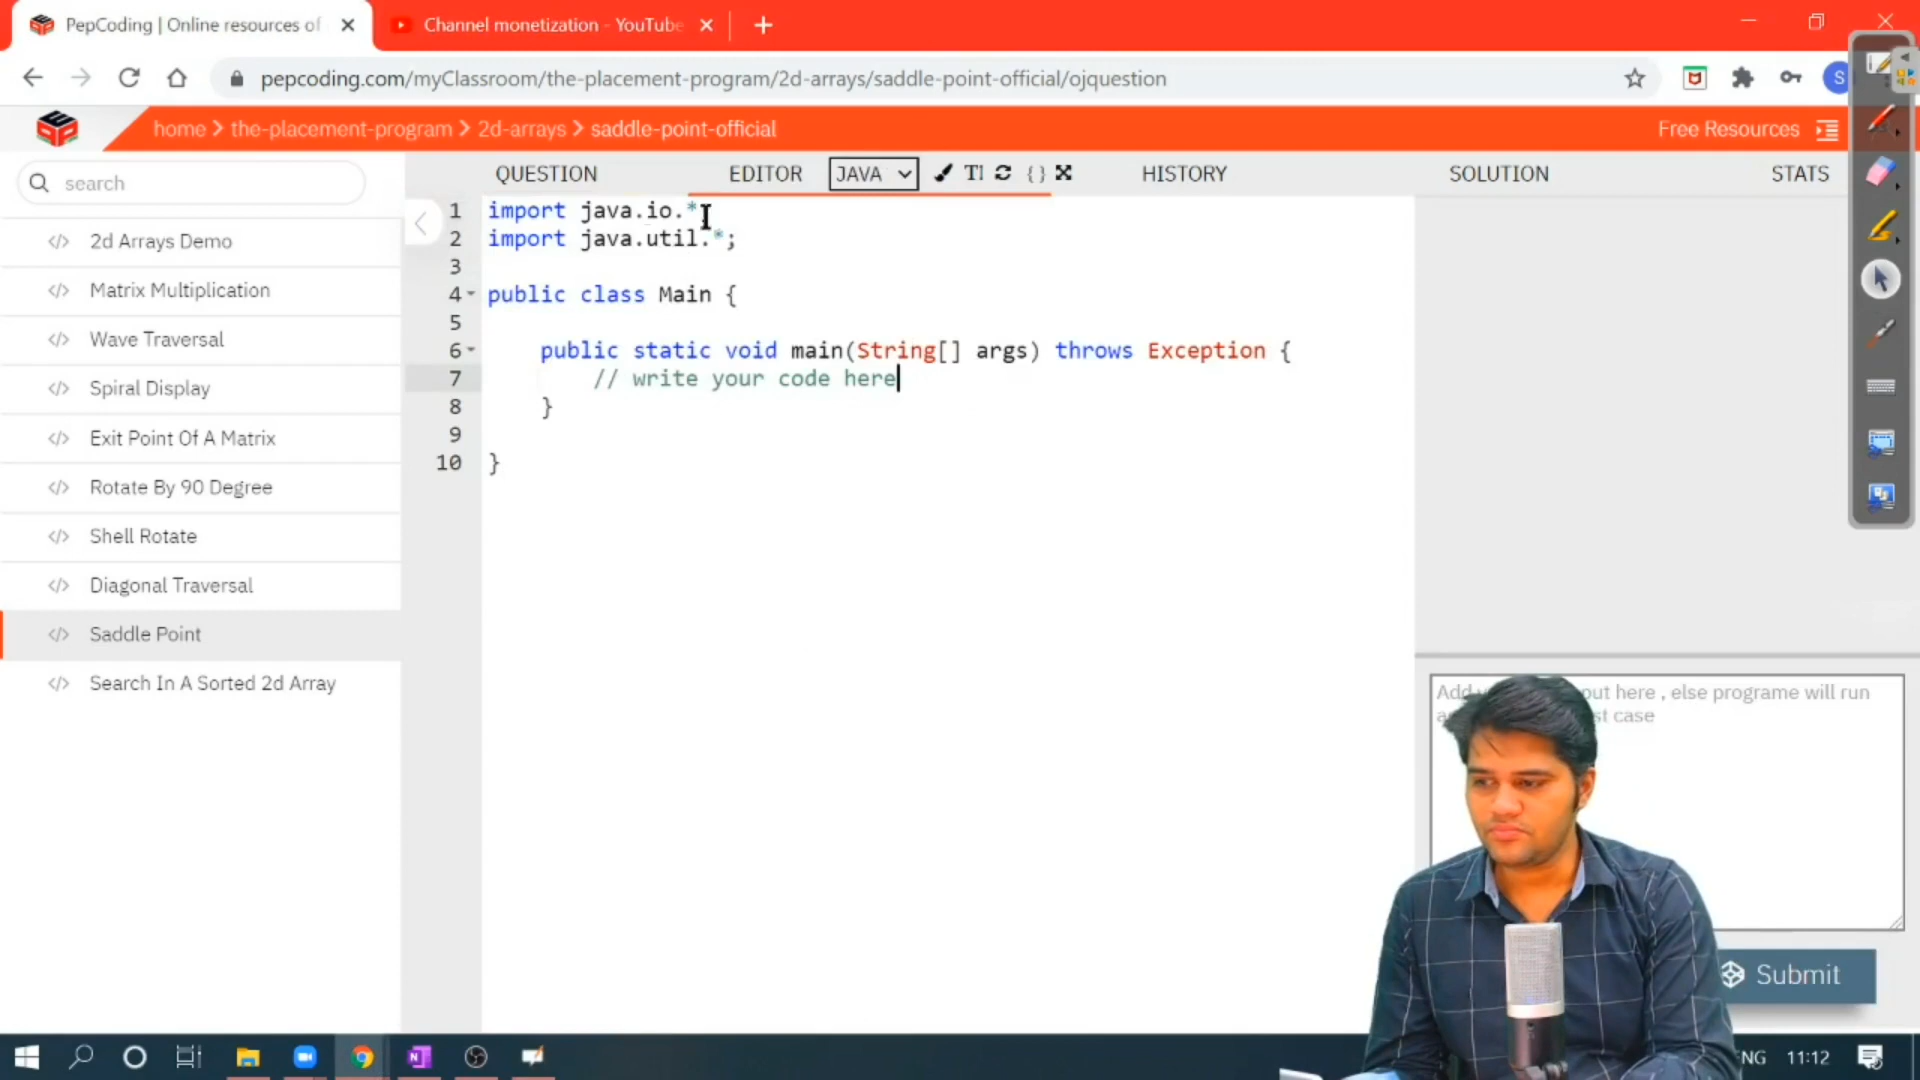 PepCoding | Online resources of
Channel monetization - YouTube
pepcoding.com/myClassroom/the-placement-program/2d-arrays/saddle-point-official/ojquestion
S
home > the-placement-program > 2d-arrays > saddle-point-official
Free Resources
search
QUESTION
EDITOR
JAVA
HISTORY
SOLUTION
STATS
2d Arrays Demo
Matrix Multiplication
Wave Traversal
Spiral Display
Exit Point Of A Matrix
Rotate By 90 Degree
Shell Rotate
Diagonal Traversal
Saddle Point
Search In A Sorted 2d Array
1 import java.io.*;
2 import java.util.*;
3
4 public class Main {
5
6 public static void main(String[] args) throws Exception {
7 // write your code here
8 }
9
10 }
Add here , else programe will run
case
Submit
11:12